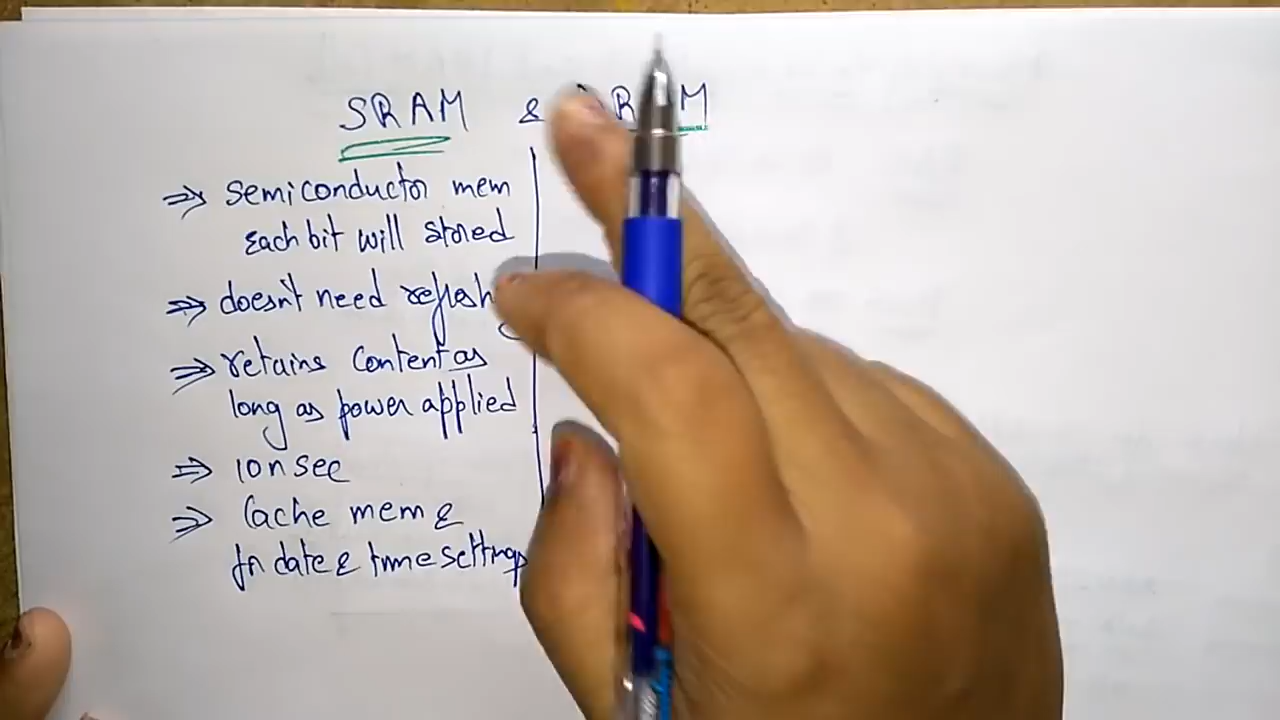 SRAM &
⇒ semiconductor mem
each bit will stored
⇒ doesn't need
⇒ retains content as
long as power applied
⇒ 10nsec
⇒ Cache mem &
date & time settings